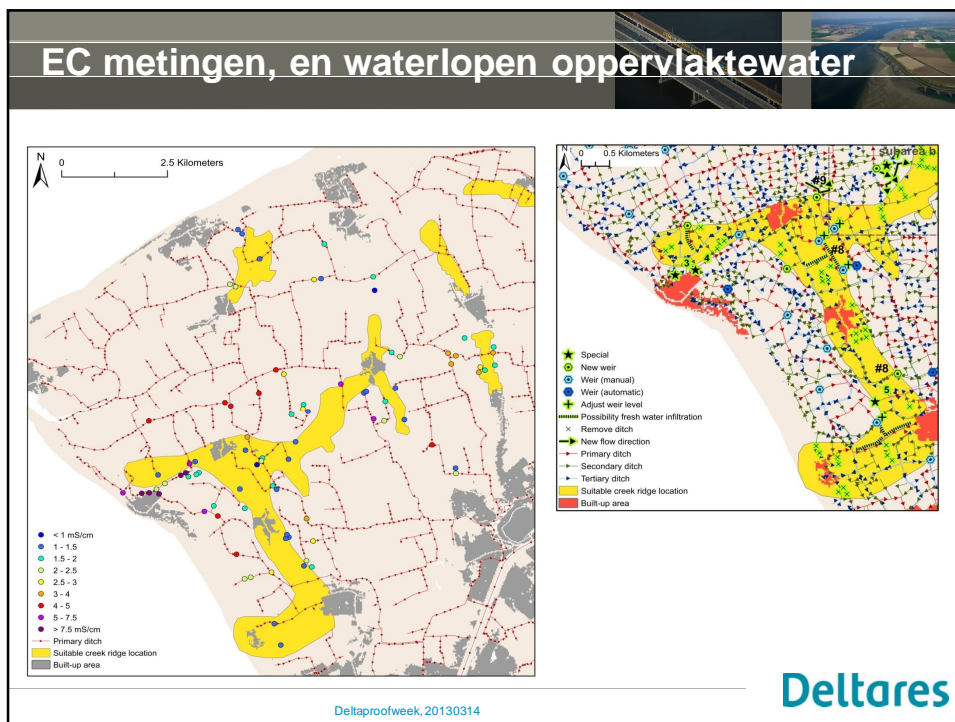 EC metingen, en waterlopen oppervlaktewater
N
0 2.5 Kilometers
< 1 mS/cm
1 - 1.5
1.5 - 2
2 - 2.5
2.5 - 3
3 - 4
4 - 5
5 - 7.5
> 7.5 mS/cm
Primary ditch
Suitable creek ridge location
Built-up area
N
0 0.5 Kilometers
subarea b
#9
#8
3
4
#8
5
Special
New weir
Weir (manual)
Weir (automatic)
Adjust weir level
Possibility fresh water infiltration
Remove ditch
New flow direction
Primary ditch
Secondary ditch
Tertiary ditch
Suitable creek ridge location
Built-up area
Deltaproofweek, 20130314
Deltares